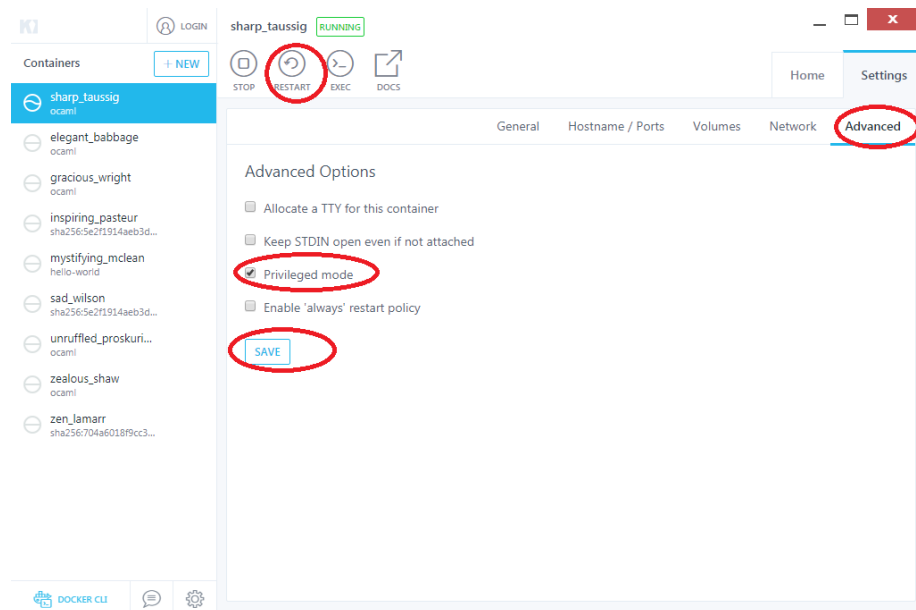 K
LOGIN
sharp_taussig RUNNING
Containers
+ NEW
STOP RESTART EXEC DOCS
Home Settings
sharp_taussig
ocaml
elegant_babbage
ocaml
gracious_wright
ocaml
inspiring_pasteur
sha256:5e2f1914aeb3d...
mystifying_mclean
hello-world
sad_wilson
sha256:5e2f1914aeb3d...
unruffled_proskuri...
ocaml
zealous_shaw
ocaml
zen_lamarr
sha256:704a6018f9cc3...
General Hostname / Ports Volumes Network Advanced
Advanced Options
Allocate a TTY for this container
Keep STDIN open even if not attached
Privileged mode
Enable 'always' restart policy
SAVE
DOCKER CLI